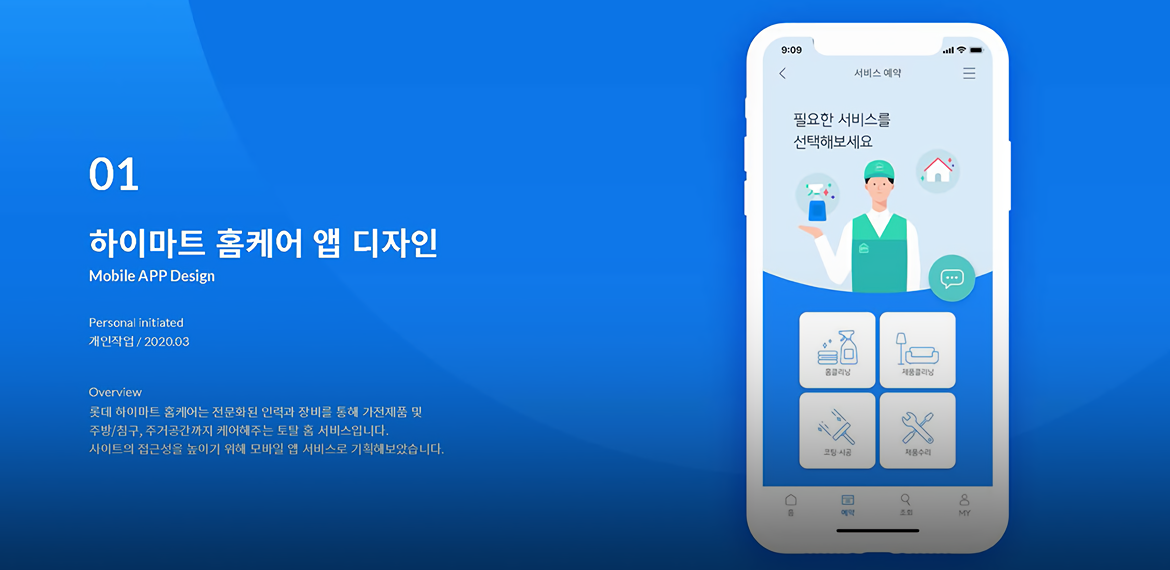 01
하이마트 홈케어 앱 디자인
Mobile APP Design
Personal initiated
개인작업 / 2020.03
Overview
롯데 하이마트 홈케어는 전문화된 인력과 장비를 통해 가전제품 및
주방/침구, 주거공간까지 케어해주는 토탈 홈 서비스입니다.
사이트의 접근성을 높이기 위해 모바일 앱 서비스로 기획해보았습니다.
9:09
서비스 예약
필요한 서비스를
선택해보세요
홈클리닝
제품클리닝
코팅·시공
제품수리
홈
예약
조회
MY